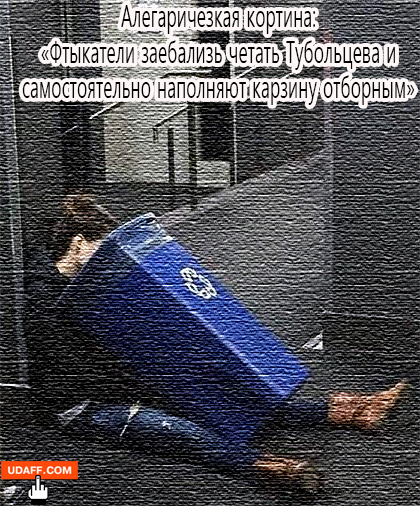 Алегаричезкая кортина:
«Фтыкатели заебализь четать Тубольцева и
самостоятельно наполняют карзину отборным»
UDAFF.COM